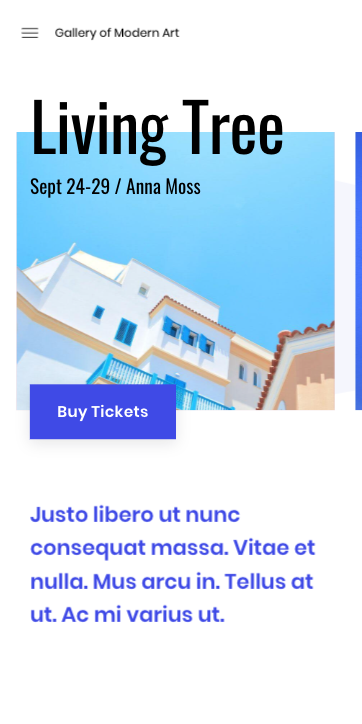 Gallery of Modern Art
Living Tree
Sept 24-29 / Anna Moss
Buy Tickets
Justo libero ut nunc
consequat massa. Vitae et
nulla. Mus arcu in. Tellus at
ut. Ac mi varius ut.